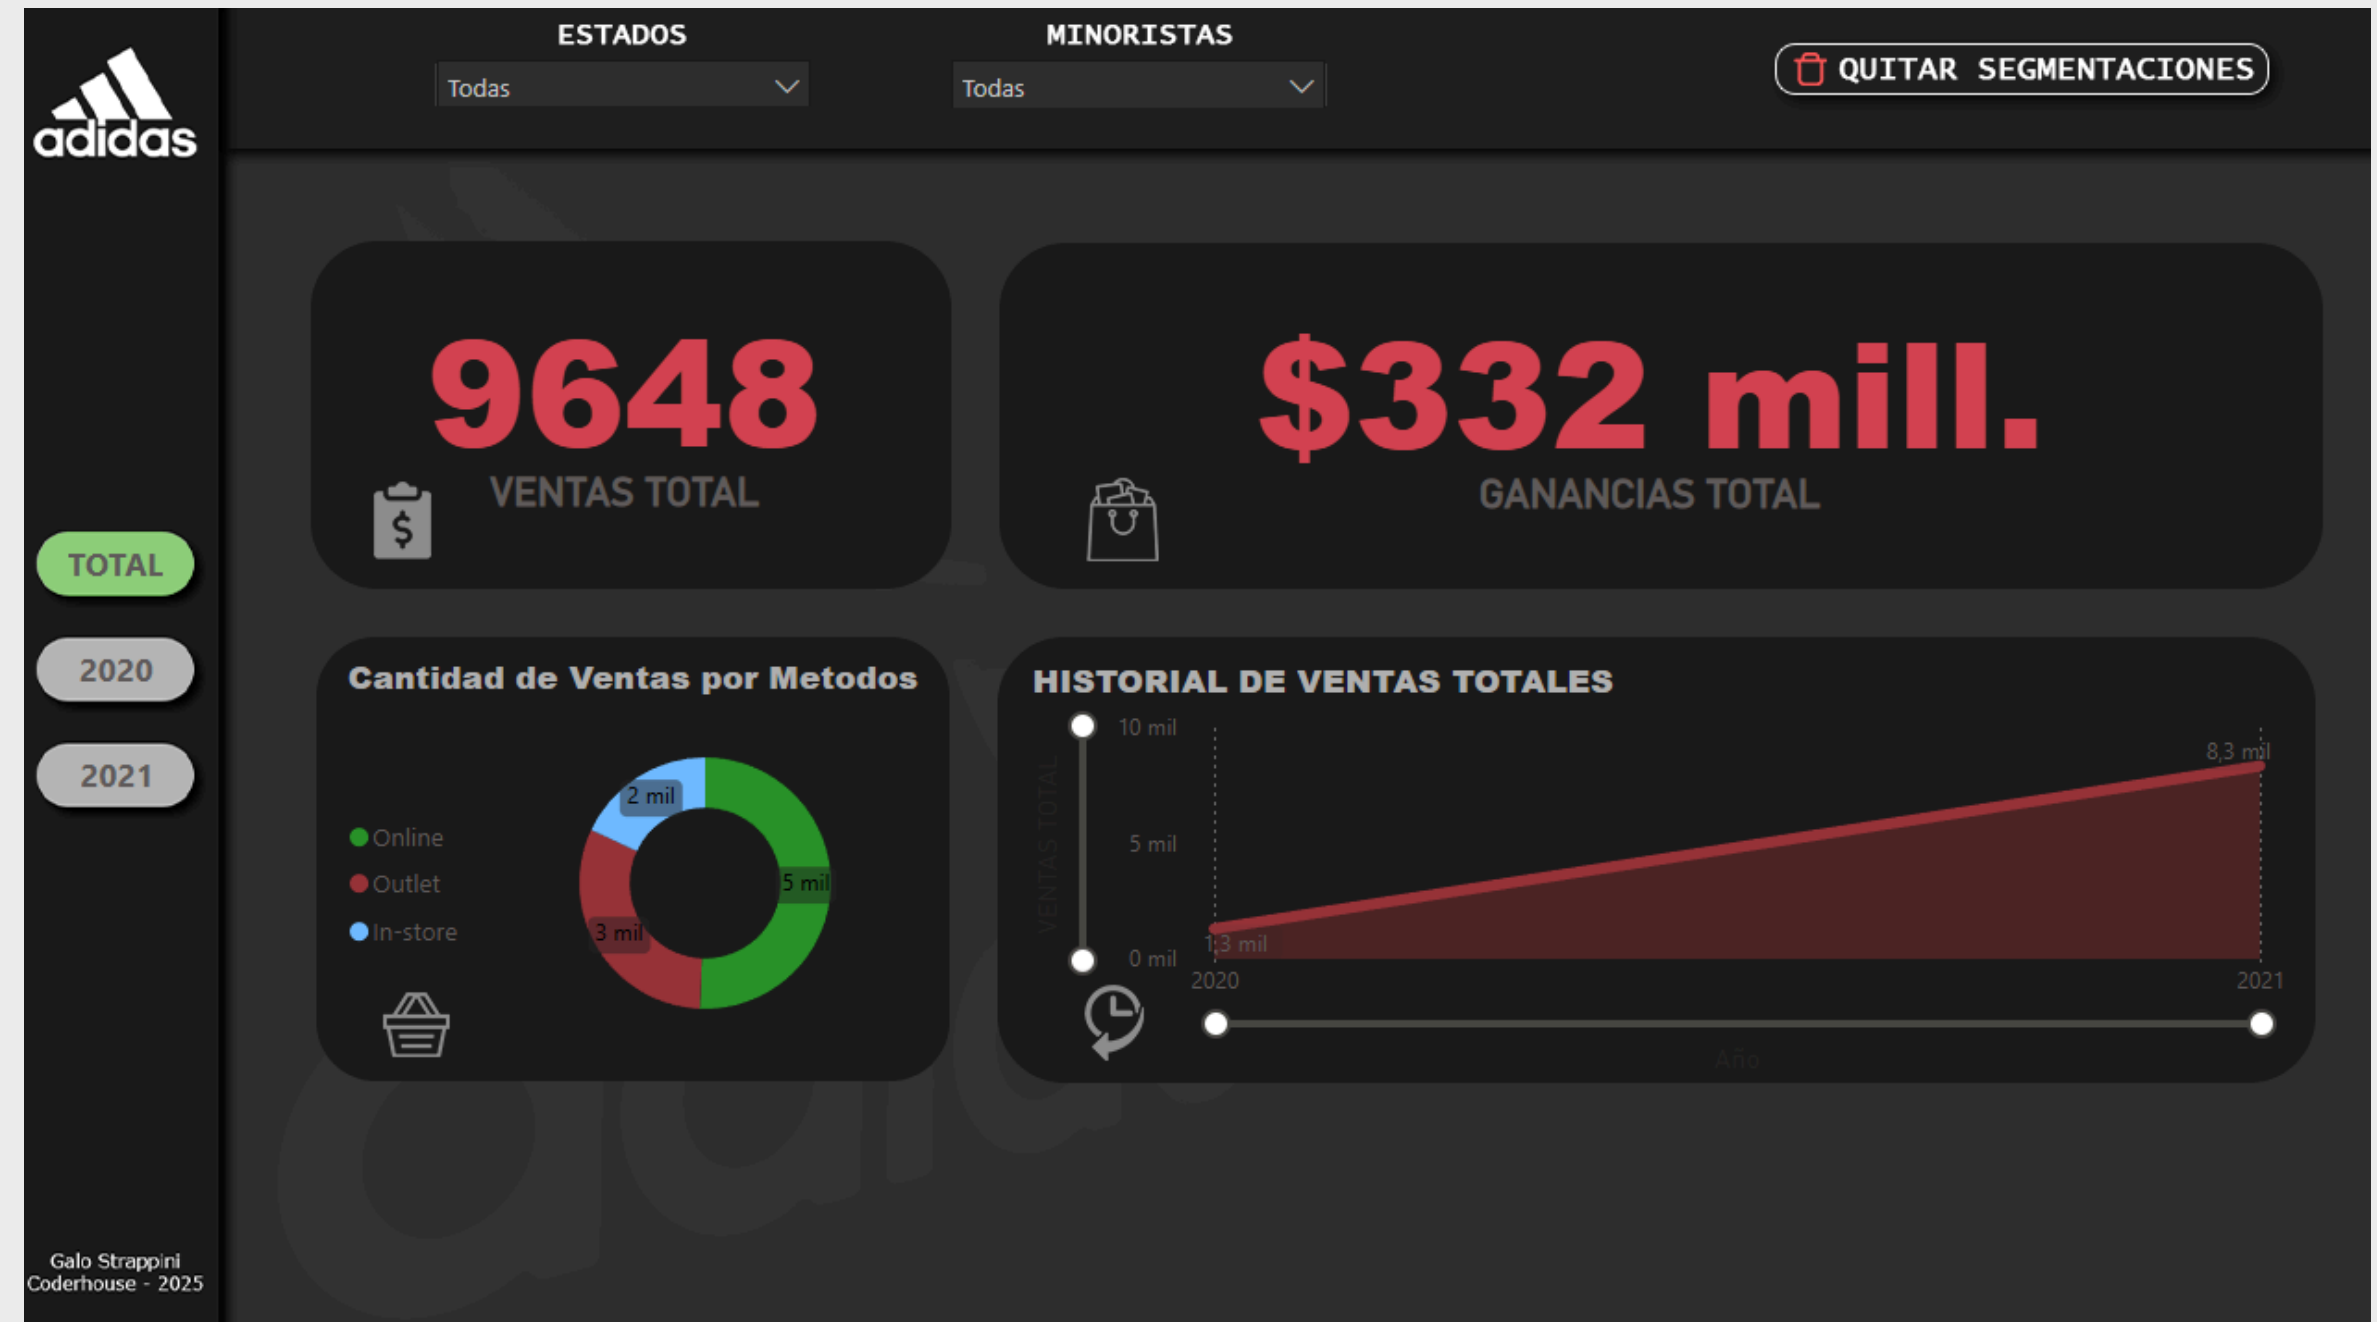 adidas
ESTADOS
Todas
MINORISTAS
Todas
QUITAR SEGMENTACIONES
9648
VENTAS TOTAL
$332 mill.
GANANCIAS TOTAL
TOTAL
2020
2021
Cantidad de Ventas por Metodos
Online
Outlet
In-store
2 mil
5 mil
3 mil
HISTORIAL DE VENTAS TOTALES
VENTAS TOTAL
10 mil
5 mil
0 mil
8,3 mil
1,3 mil
2020
2021
Año
Galo Strappini
Coderhouse - 2025